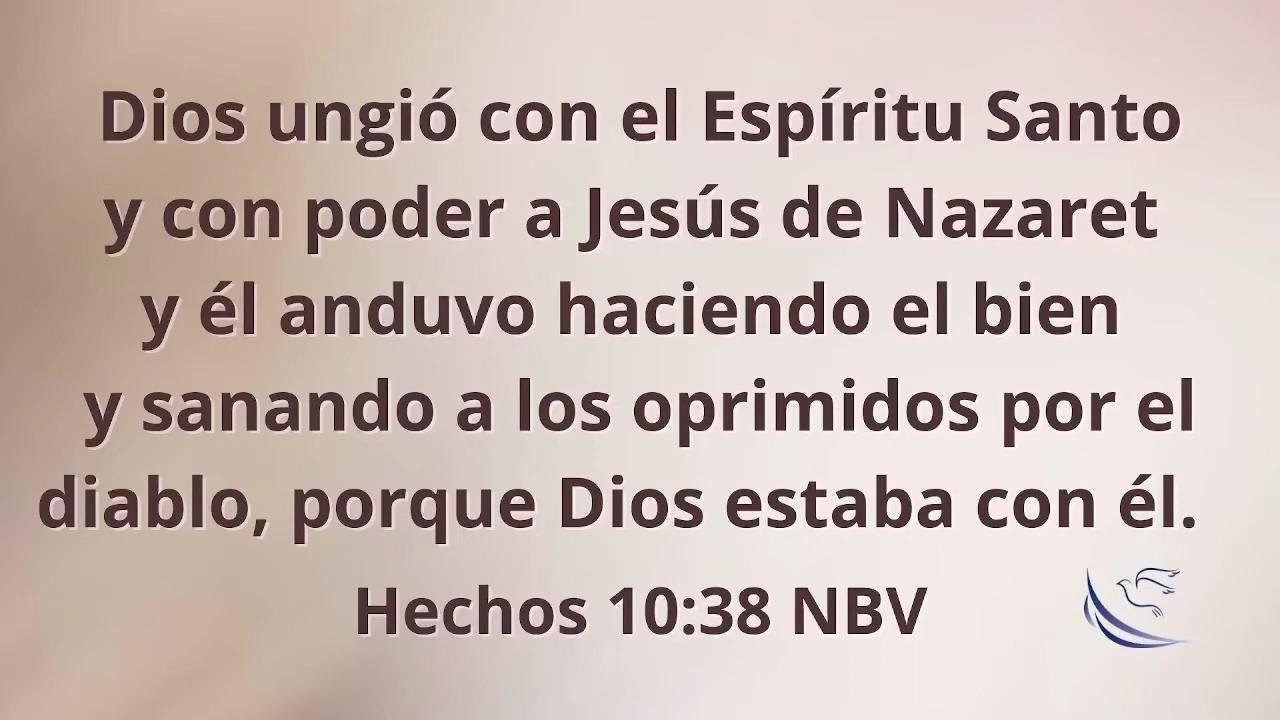 Dios ungió con el Espíritu Santo
y con poder a Jesús de Nazaret
y él anduvo haciendo el bien
y sanando a los oprimidos por el
diablo, porque Dios estaba con él.
Hechos 10:38 NBV